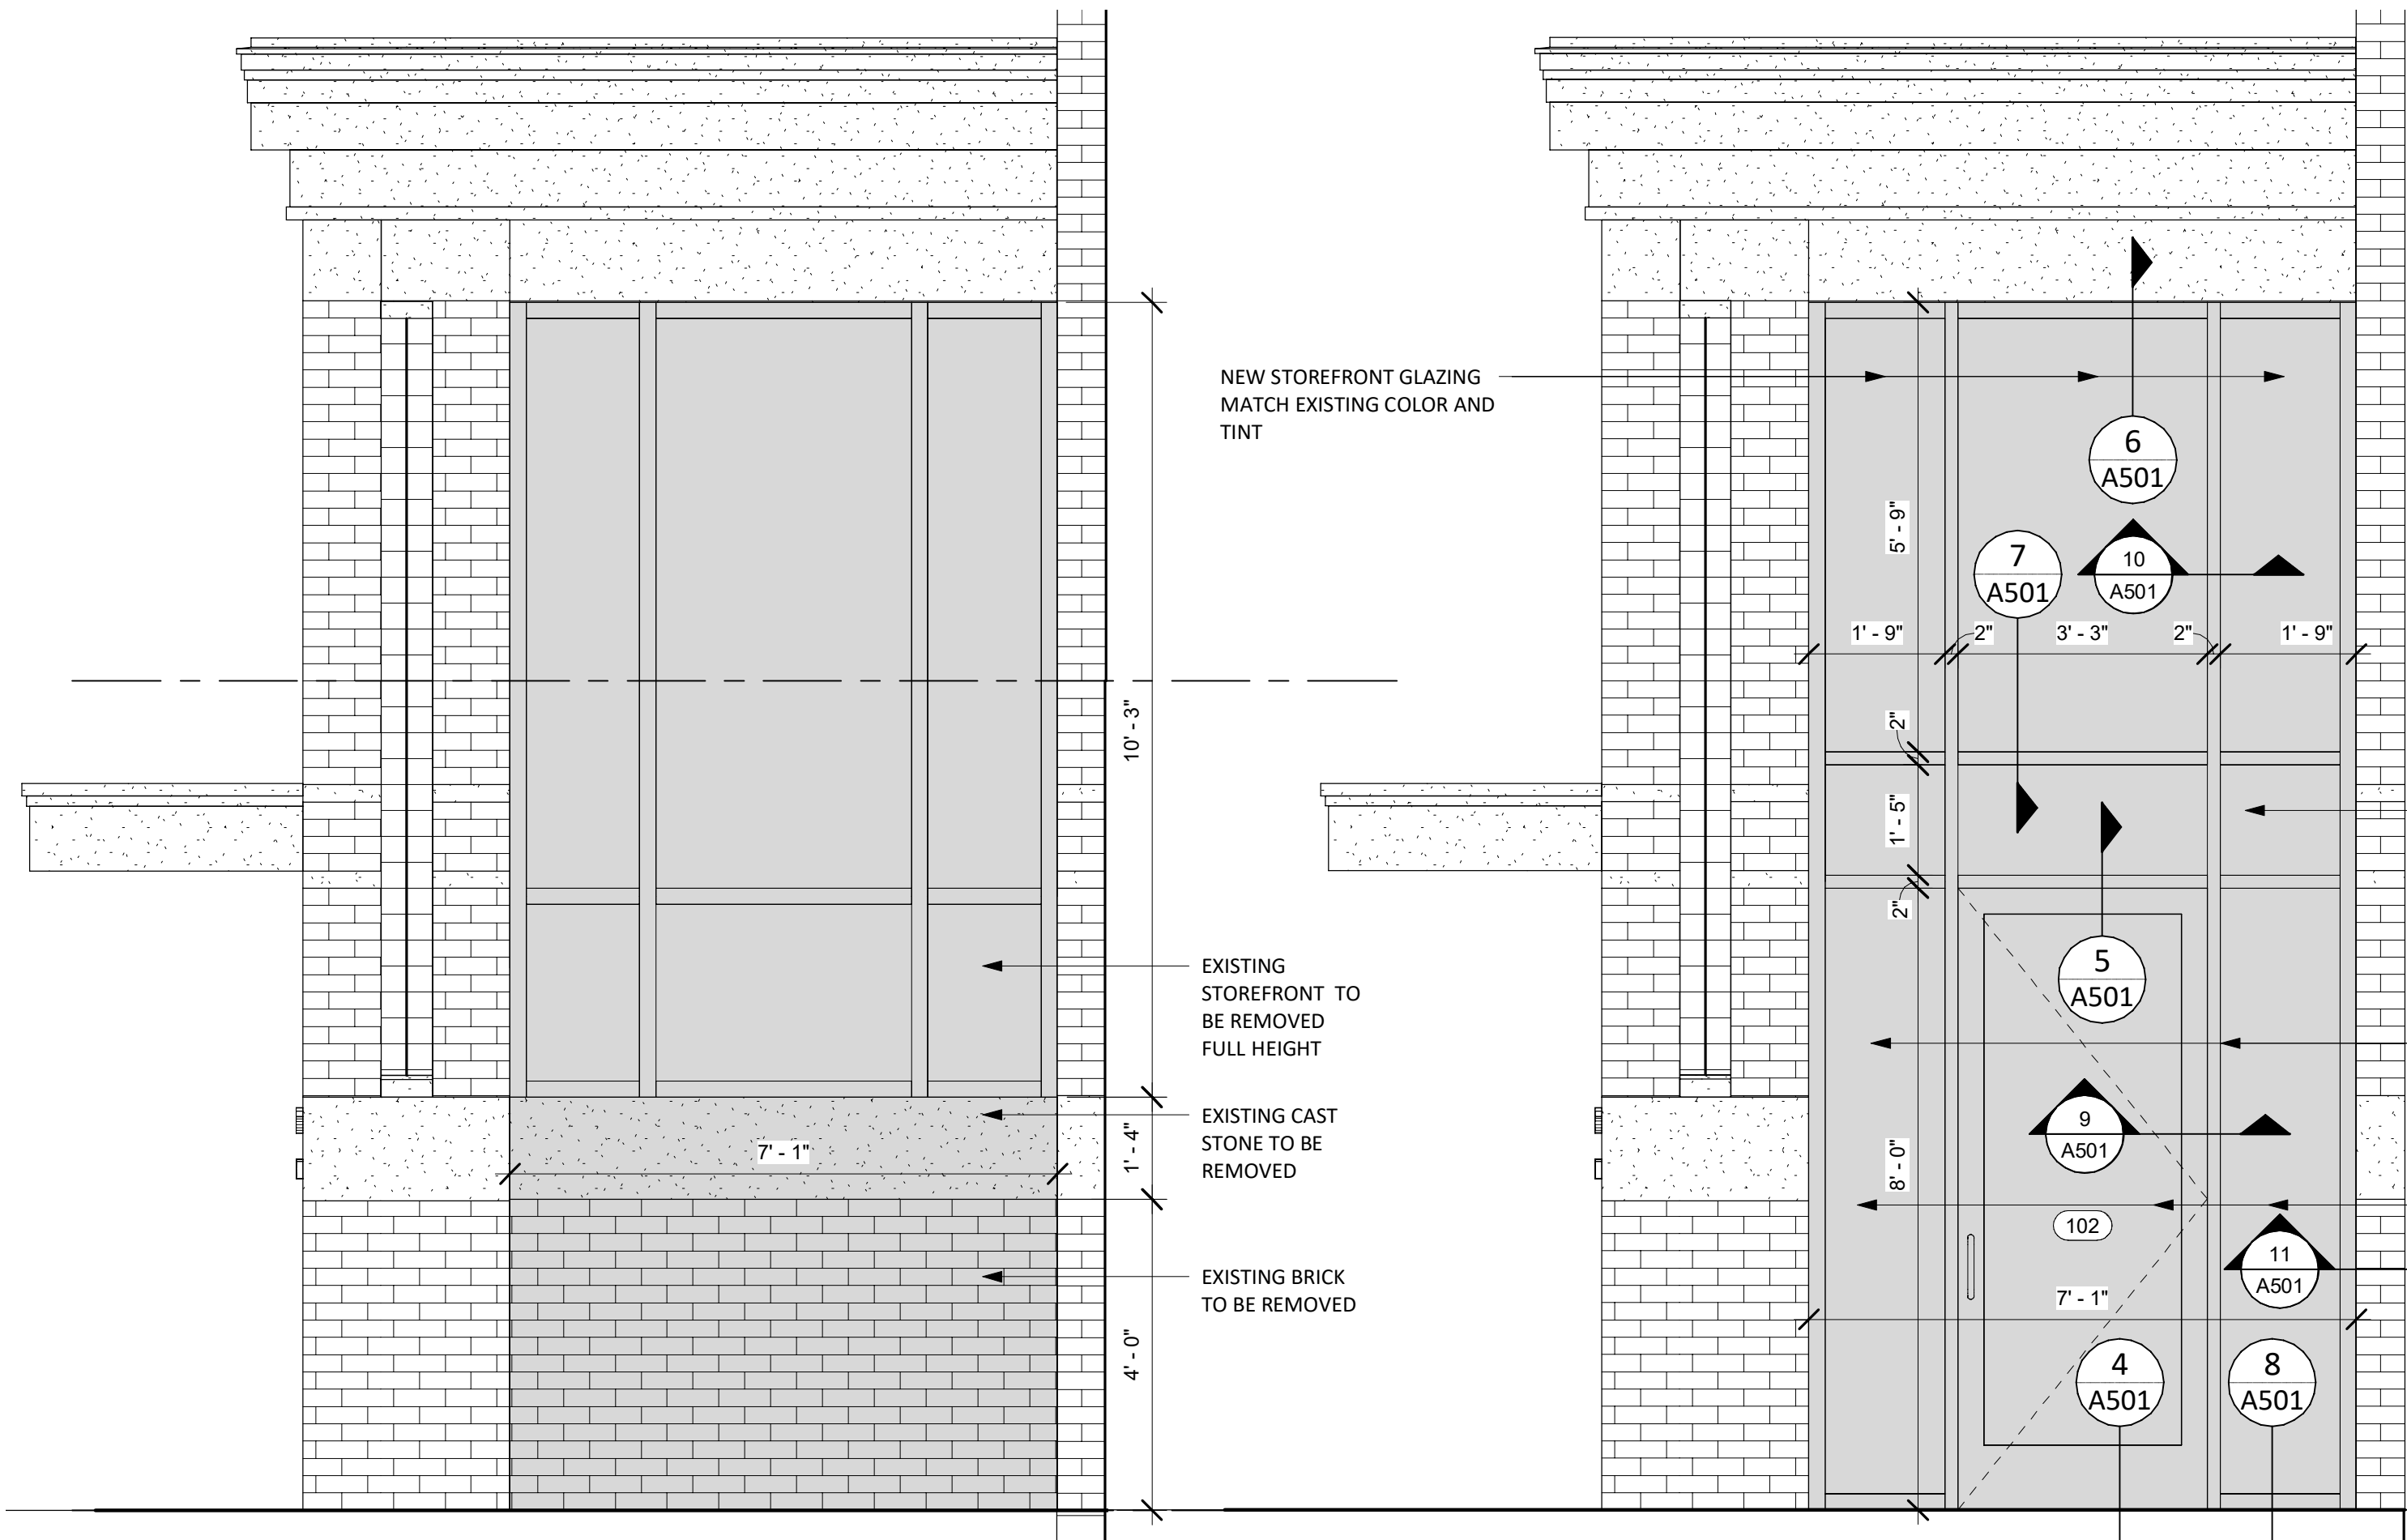 10' - 3"
EXISTING
STOREFRONT  TO
BE REMOVED
FULL HEIGHT
EXISTING CAST
STONE TO BE
REMOVED
7' - 1"
1' - 4"
EXISTING BRICK
TO BE REMOVED
4' - 0"
NEW STOREFRONT GLAZING
MATCH EXISTING COLOR AND
TINT
6
A501
5' - 9"
7
A501
10
A501
1' - 9"
2"
3' - 3"
2"
1' - 9"
2"
1' - 5"
2"
5
A501
9
A501
8' - 0"
102
11
A501
7' - 1"
4
A501
8
A501